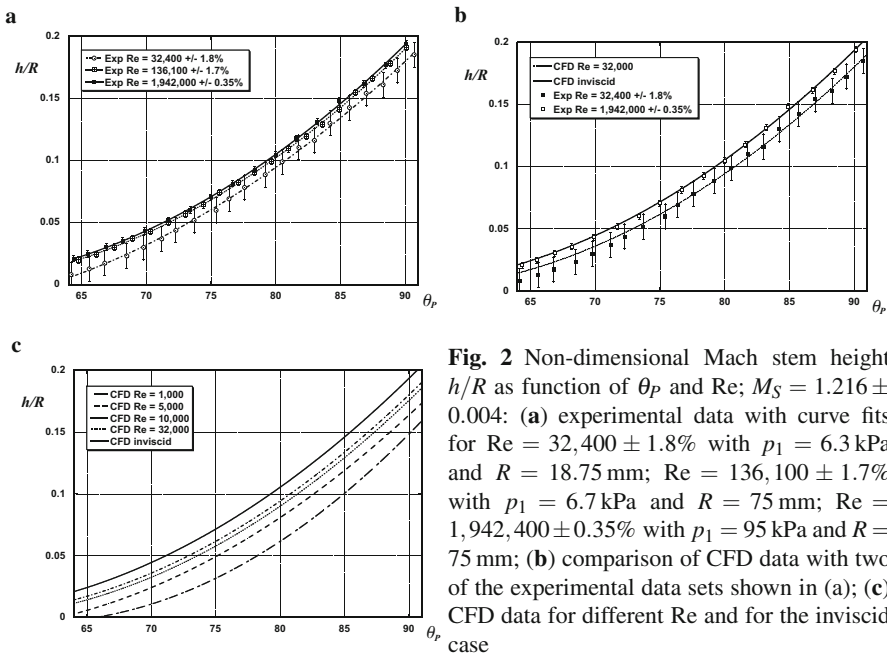 a
h/R
0.2
0.15
0.1
0.05
0
Exp Re = 32,400 +/- 1.8%
Exp Re = 136,100 +/- 1.7%
Exp Re = 1,942,000 +/- 0.35%
65 70 75 80 85 90
θP
b
h/R
0.2
0.15
0.1
0.05
0
CFD Re = 32,000
CFD inviscid
Exp Re = 32,400 +/- 1.8%
Exp Re = 1,942,000 +/- 0.35%
65 70 75 80 85 90
θP
c
h/R
0.2
0.15
0.1
0.05
0
CFD Re = 1,000
CFD Re = 5,000
CFD Re = 10,000
CFD Re = 32,000
CFD inviscid
65 70 75 80 85 90
θP
Fig. 2 Non-dimensional Mach stem height
h/R as function of θP and Re; MS = 1.216 ±
0.004: (a) experimental data with curve fits
for Re = 32,400 ± 1.8% with p1 = 6.3 kPa
and R = 18.75 mm; Re = 136,100 ± 1.7%
with p1 = 6.7 kPa and R = 75 mm; Re =
1,942,400 ± 0.35% with p1 = 95 kPa and R =
75 mm; (b) comparison of CFD data with two
of the experimental data sets shown in (a); (c)
CFD data for different Re and for the inviscid
case